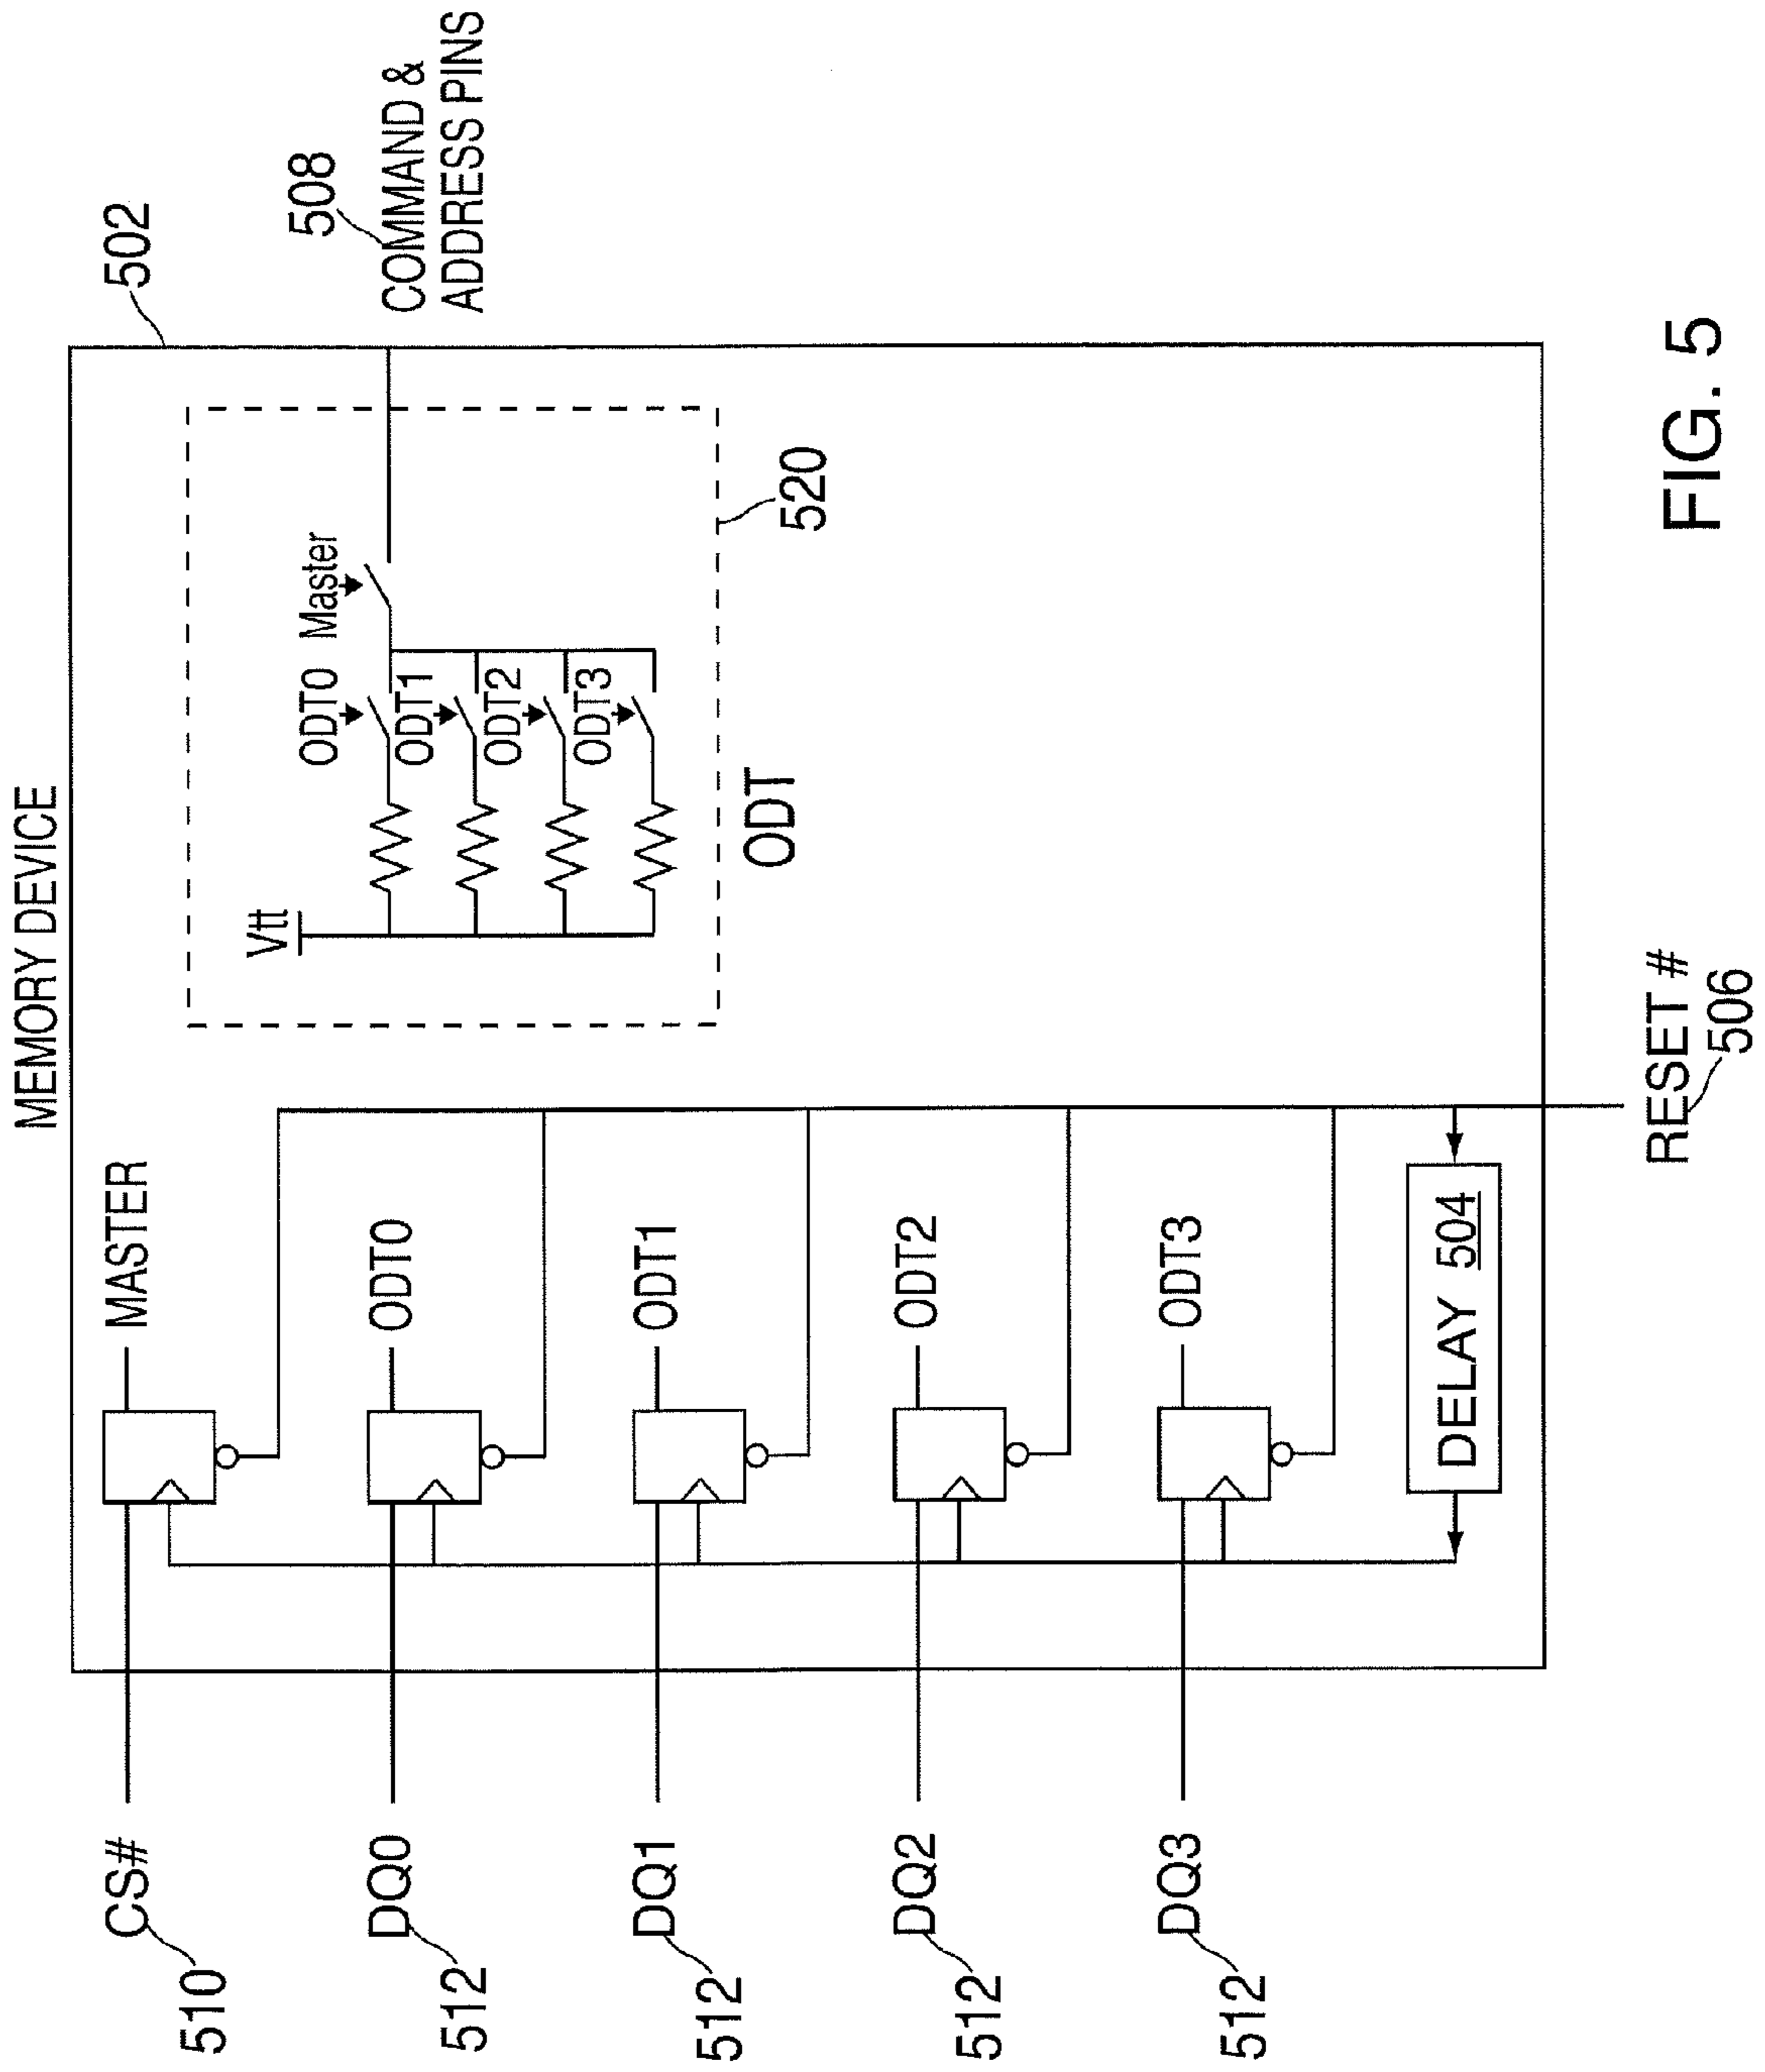 MEMORY DEVICE
502
CS#
510
MASTER
DQ0
512
ODT0
DQ1
512
ODT1
DQ2
512
ODT2
DQ3
512
ODT3
DELAY 504
RESET #
506
Vtt
ODT0
Master
ODT1
ODT2
ODT3
ODT
520
508
COMMAND &
ADDRESS PINS
FIG. 5